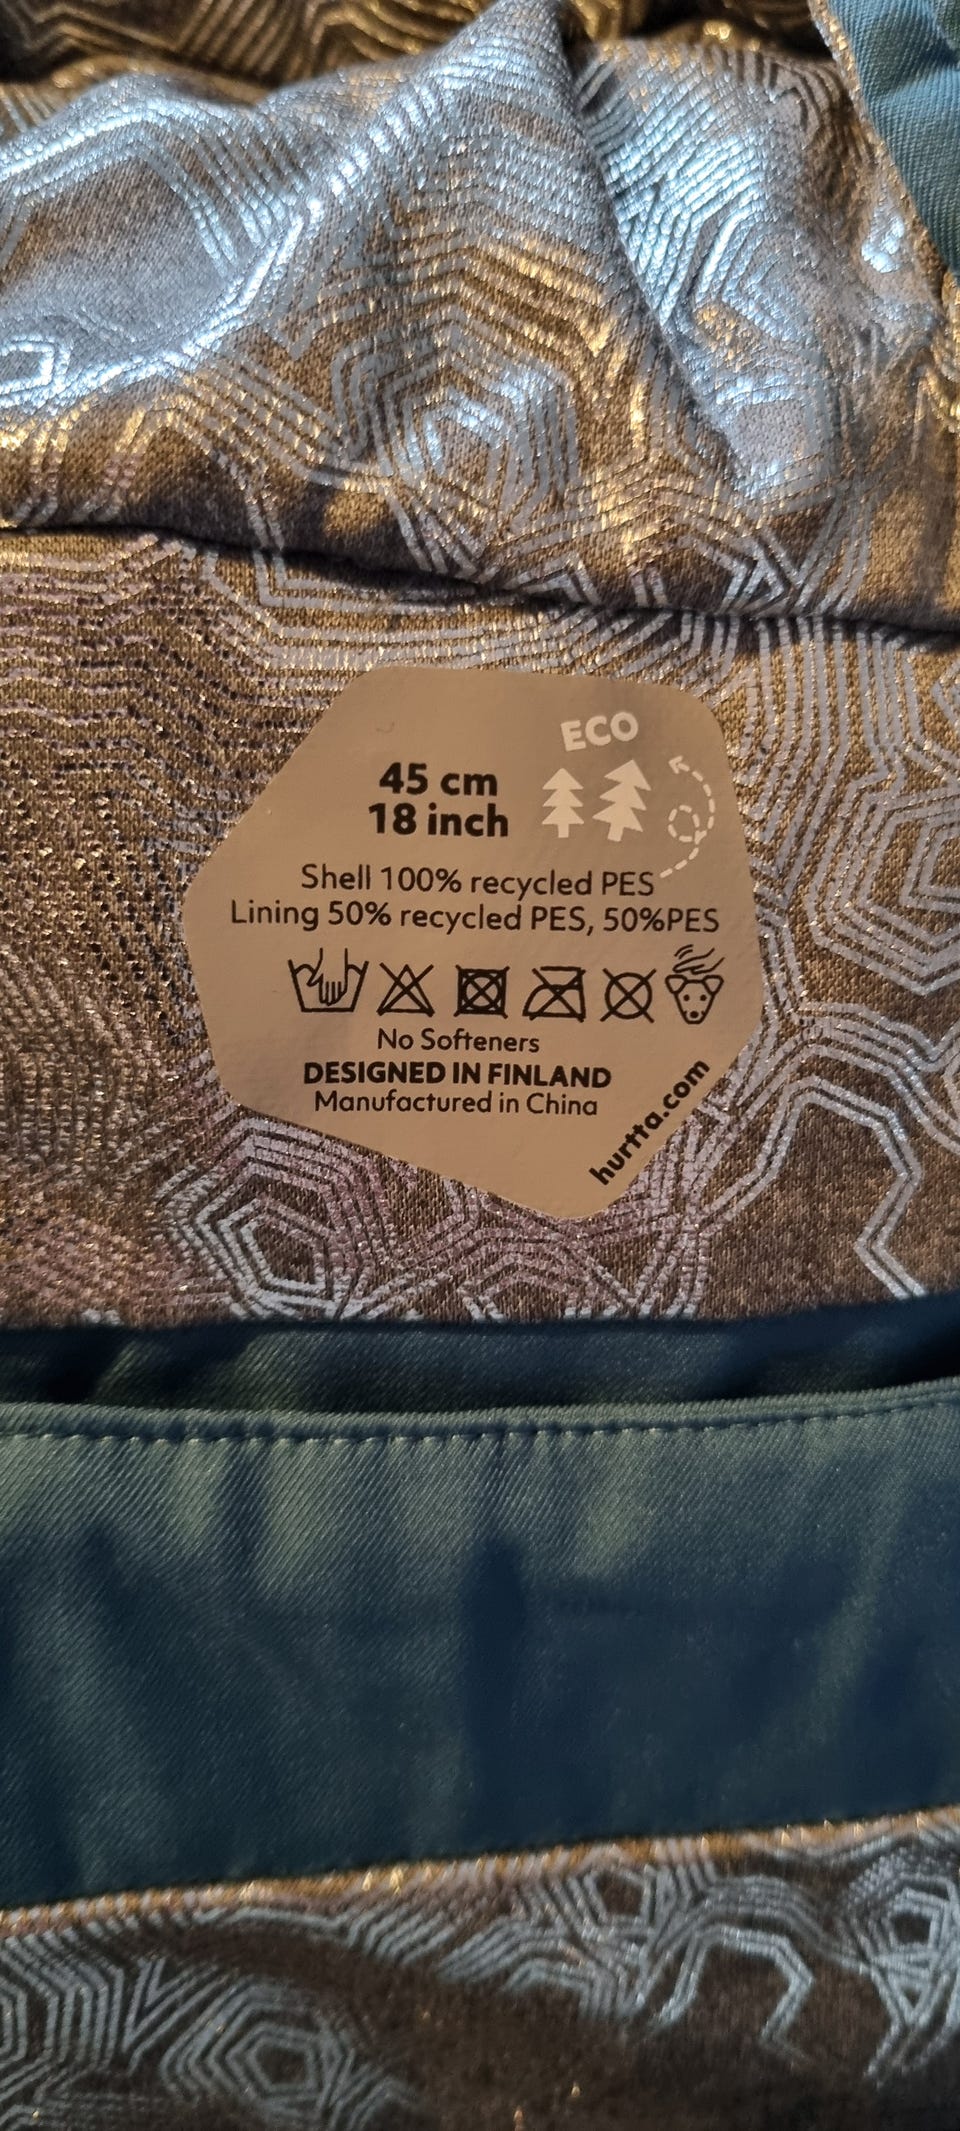 ECO
45 cm
18 inch
Shell 100% recycled PES
Lining 50% recycled PES, 50%PES
No Softeners
DESIGNED IN FINLAND
Manufactured in China
hurtta.com